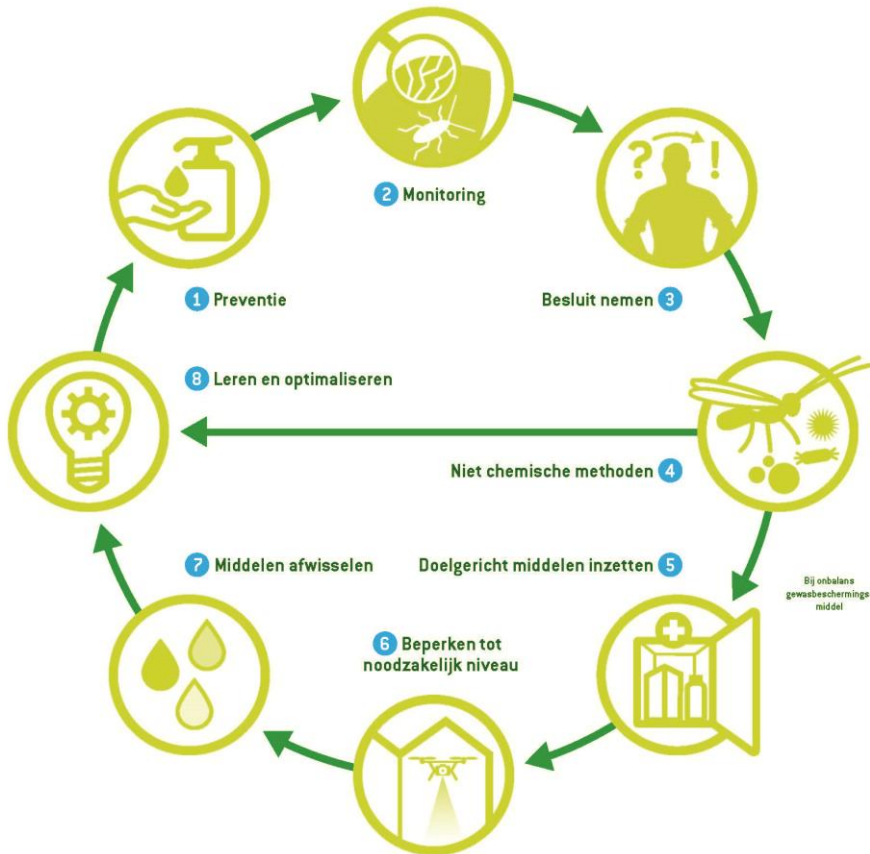 2 Monitoring
1 Preventie
Besluit nemen 3
8 Leren en optimaliseren
Niet chemische methoden 4
7 Middelen afwisselen
Doelgericht middelen inzetten 5
Bij onbalans
gewasbeschermings
middel
6 Beperken tot
noodzakelijk niveau
? !